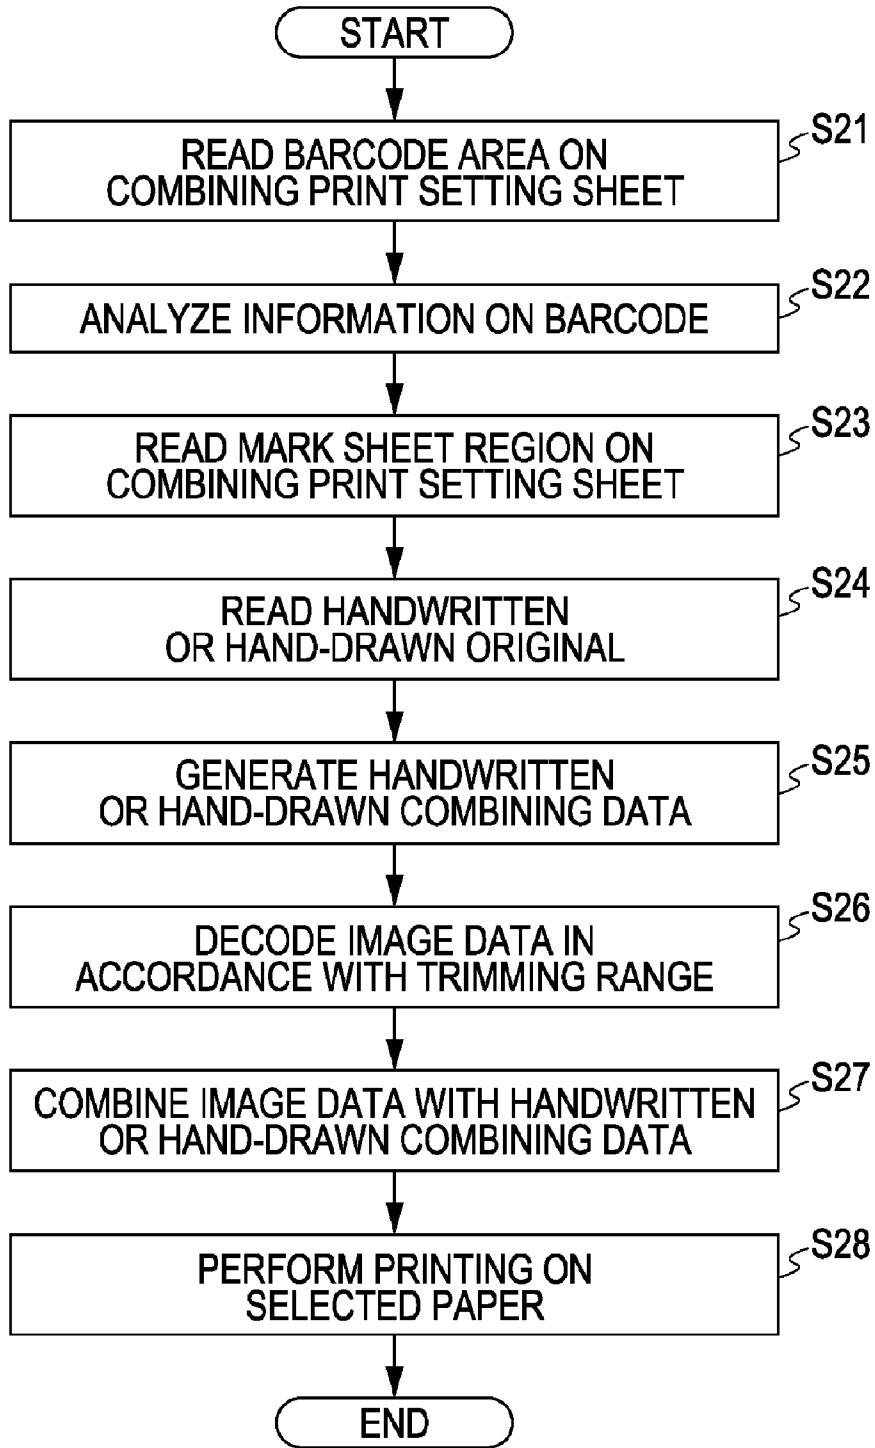 START
S21
READ BARCODE AREA ON
COMBINING PRINT SETTING SHEET
S22
ANALYZE INFORMATION ON BARCODE
S23
READ MARK SHEET REGION ON
COMBINING PRINT SETTING SHEET
S24
READ HANDWRITTEN
OR HAND-DRAWN ORIGINAL
S25
GENERATE HANDWRITTEN
OR HAND-DRAWN COMBINING DATA
S26
DECODE IMAGE DATA IN
ACCORDANCE WITH TRIMMING RANGE
S27
COMBINE IMAGE DATA WITH HANDWRITTEN
OR HAND-DRAWN COMBINING DATA
S28
PERFORM PRINTING ON
SELECTED PAPER
END